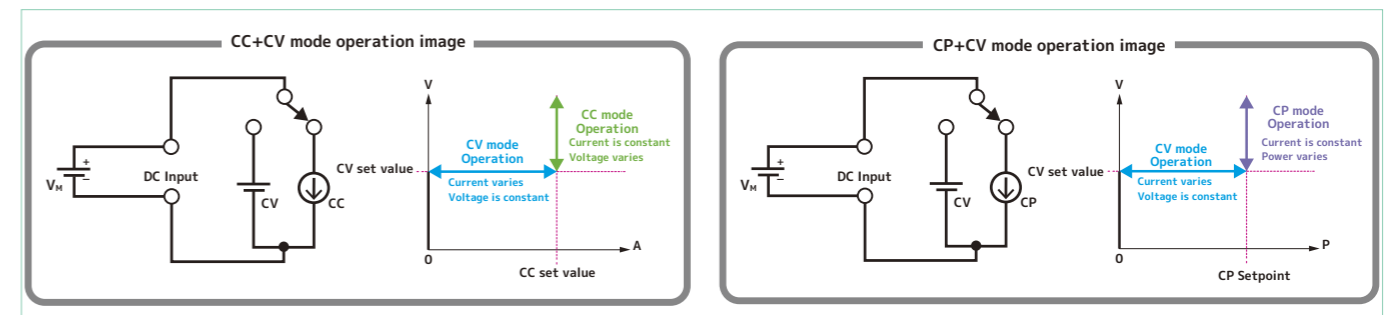 CC+CV mode operation image
V
CC mode
Operation
Current is constant
Voltage varies
CV mode
Operation
CV set value
Current varies
Voltage is constant
+
−
VM
DC Input
CV
CC
0
A
CC set value
CP+CV mode operation image
V
CP mode
Operation
Current is constant
Power varies
CV mode
Operation
CV set value
Current varies
Voltage is constant
+
−
VM
DC Input
CV
CP
0
P
CP Setpoint